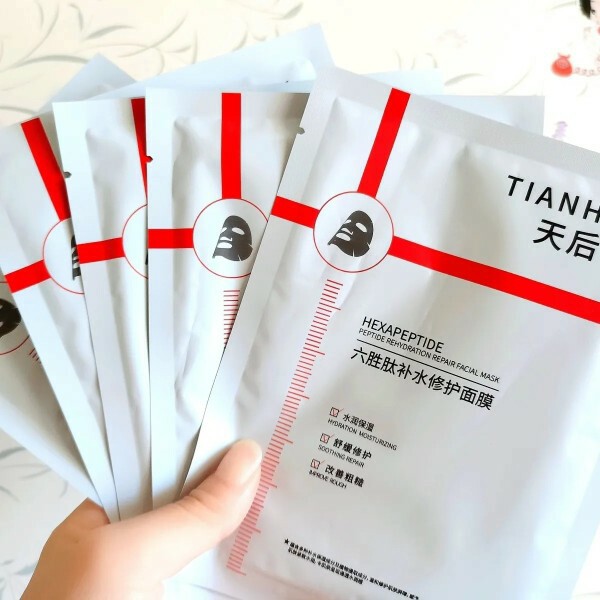 TIANH
天后
HEXAPEPTIDE
PEPTIDE REHYDRATION REPAIR FACIAL MASK
六胜肽补水修护面膜
水润保湿
HYDRATION MOISTURIZING
舒缓修护
SOOTHING REPAIR
改善粗糙
IMPROVE ROUGH